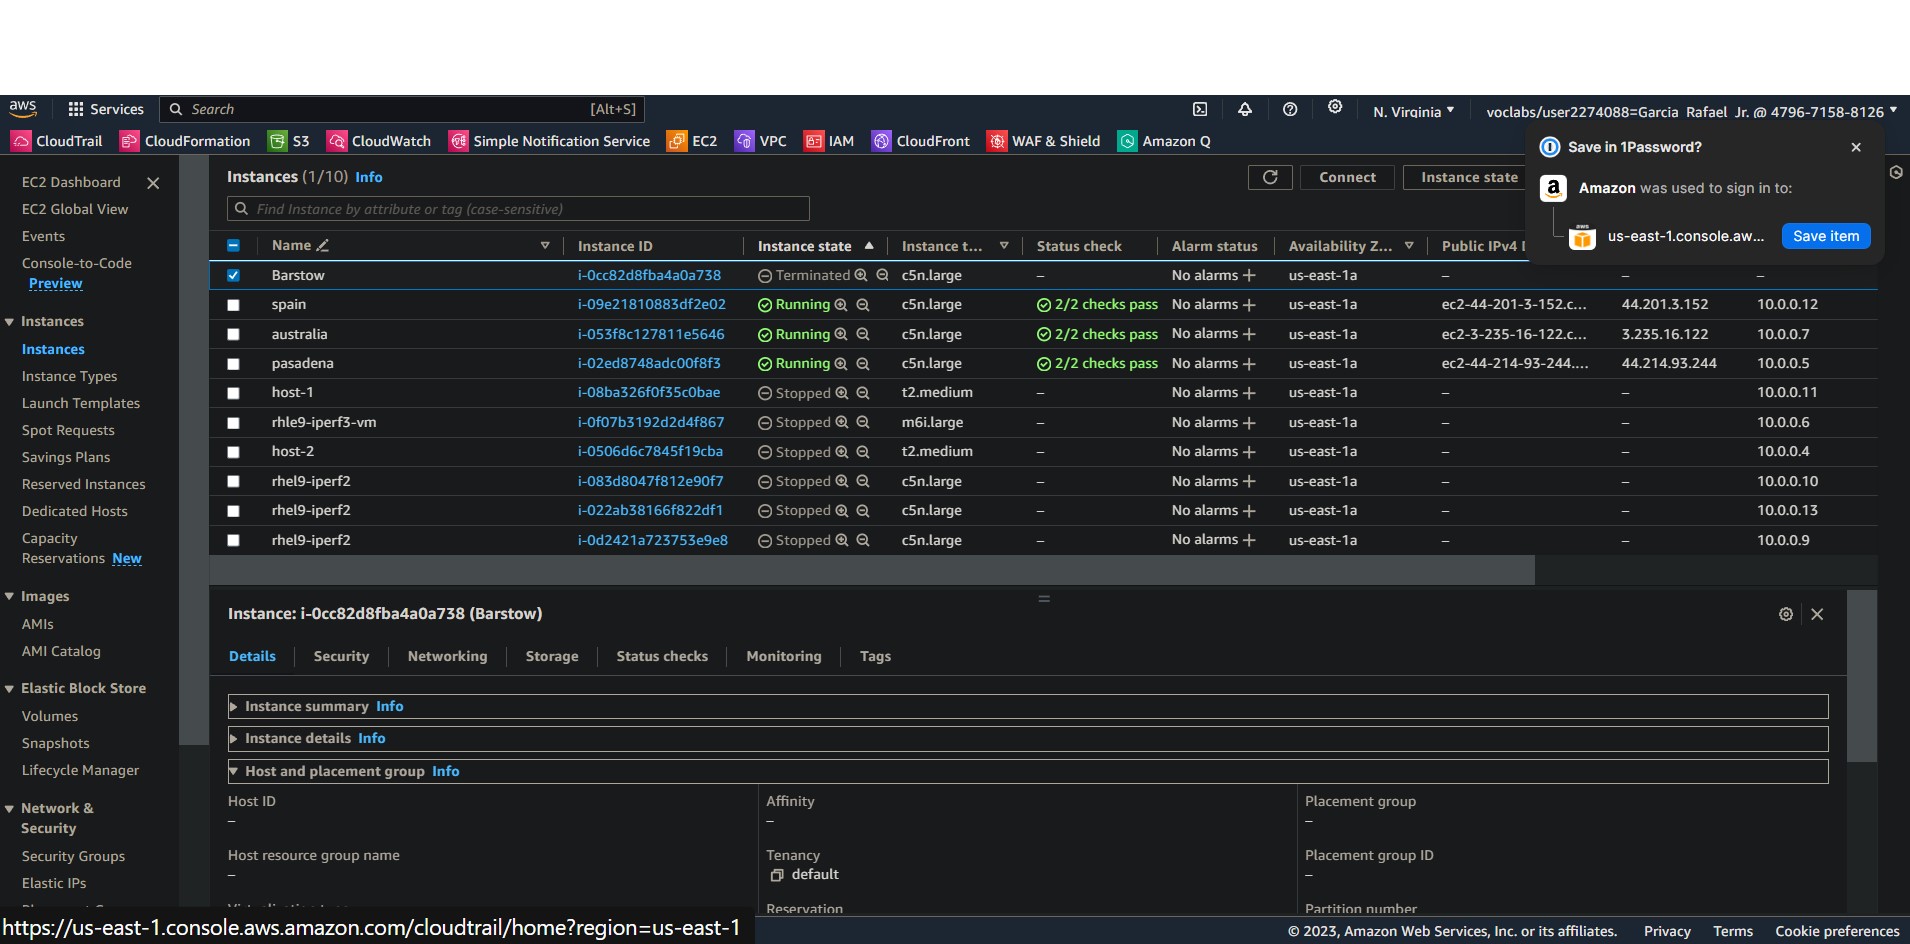 aws Services Search [Alt+S] N. Virginia voclabs/user2274088=Garcia_Rafael_Jr. @ 4796-7158-8126
CloudTrail CloudFormation S3 CloudWatch Simple Notification Service EC2 VPC IAM CloudFront WAF & Shield Amazon Q
Save in 1Password?
Amazon was used to sign in to:
us-east-1.console.aw... Save item
EC2 Dashboard
EC2 Global View
Events
Console-to-Code
Preview
Instances
Instances
Instance Types
Launch Templates
Spot Requests
Savings Plans
Reserved Instances
Dedicated Hosts
Capacity
Reservations New
Images
AMIs
AMI Catalog
Elastic Block Store
Volumes
Snapshots
Lifecycle Manager
Network &
Security
Security Groups
Elastic IPs
Instances (1/10) Info Connect Instance state
Find Instance by attribute or tag (case-sensitive)
Name Instance ID Instance state Instance t... Status check Alarm status Availability Z... Public IPv4
Barstow i-0cc82d8fba4a0a738 Terminated c5n.large – No alarms us-east-1a – – –
spain i-09e21810883df2e02 Running c5n.large 2/2 checks pass No alarms us-east-1a ec2-44-201-3-152.c... 44.201.3.152 10.0.0.12
australia i-053f8c127811e5646 Running c5n.large 2/2 checks pass No alarms us-east-1a ec2-3-235-16-122.c... 3.235.16.122 10.0.0.7
pasadena i-02ed8748adc00f8f3 Running c5n.large 2/2 checks pass No alarms us-east-1a ec2-44-214-93-244.... 44.214.93.244 10.0.0.5
host-1 i-08ba326f0f35c0bae Stopped t2.medium – No alarms us-east-1a – – 10.0.0.11
rhle9-iperf3-vm i-0f07b3192d2d4f867 Stopped m6i.large – No alarms us-east-1a – – 10.0.0.6
host-2 i-0506d6c7845f19cba Stopped t2.medium – No alarms us-east-1a – – 10.0.0.4
rhel9-iperf2 i-083d8047f812e90f7 Stopped c5n.large – No alarms us-east-1a – – 10.0.0.10
rhel9-iperf2 i-022ab38166f822df1 Stopped c5n.large – No alarms us-east-1a – – 10.0.0.13
rhel9-iperf2 i-0d2421a723753e9e8 Stopped c5n.large – No alarms us-east-1a – – 10.0.0.9
Instance: i-0cc82d8fba4a0a738 (Barstow)
Details Security Networking Storage Status checks Monitoring Tags
Instance summary Info
Instance details Info
Host and placement group Info
Host ID Affinity Placement group
– – –
Host resource group name Tenancy Placement group ID
– default –
Reservation Partition number
https://us-east-1.console.aws.amazon.com/cloudtrail/home?region=us-east-1
© 2023, Amazon Web Services, Inc. or its affiliates. Privacy Terms Cookie preferences